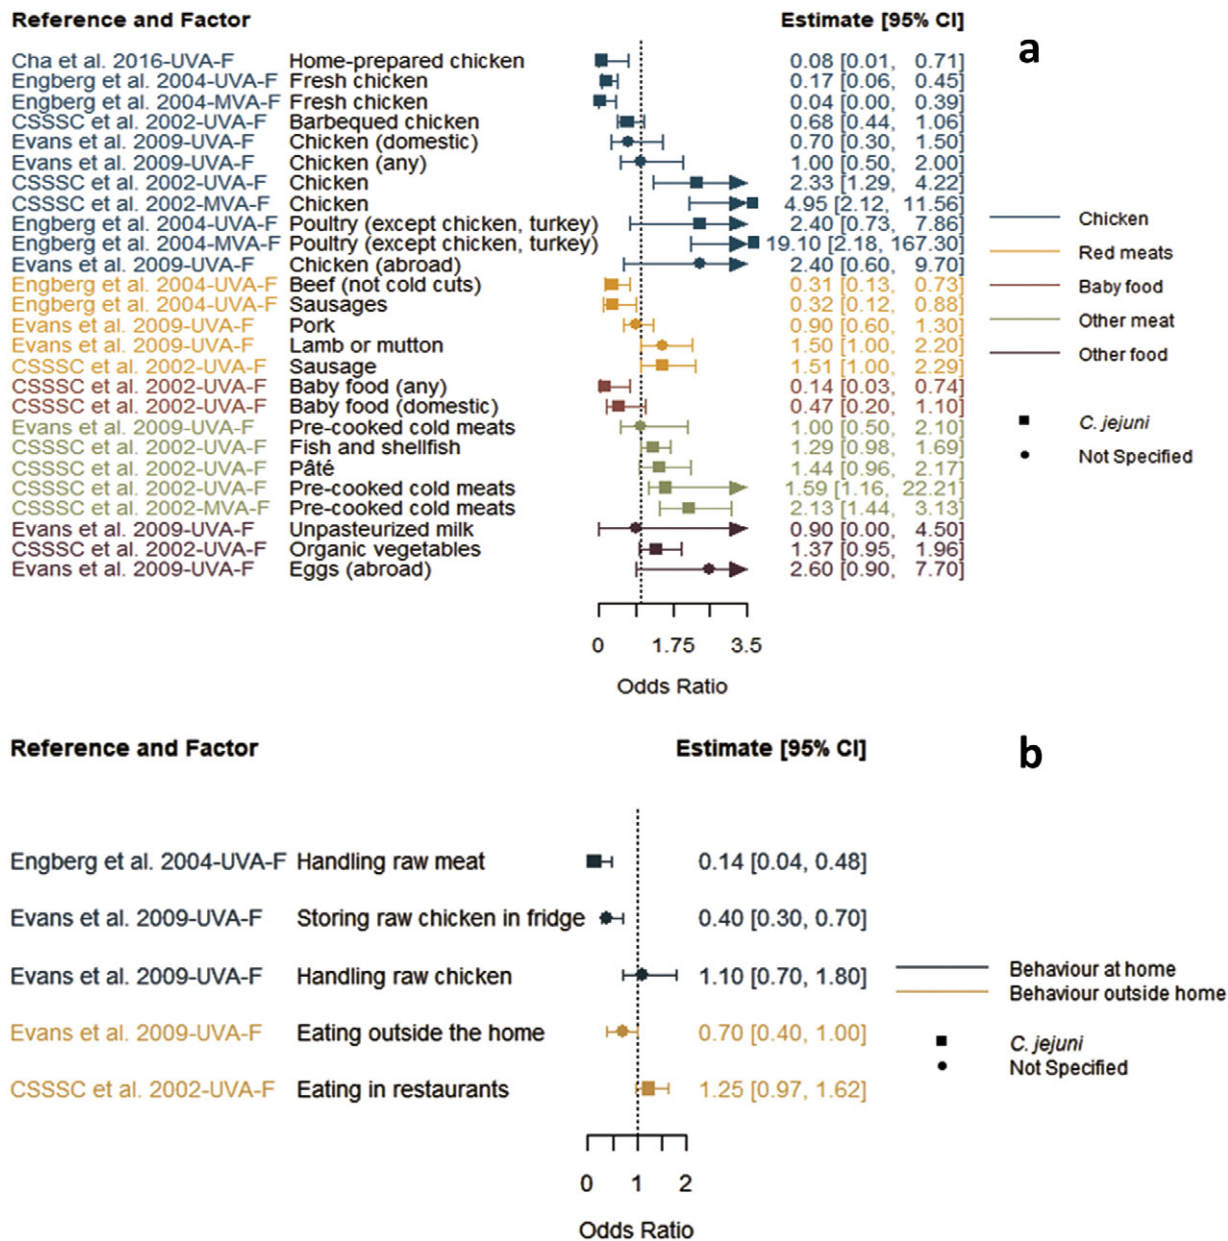 Reference and Factor Estimate [95% CI]
a
Cha et al. 2016-UVA-F Home-prepared chicken 0.08 [0.01, 0.71]
Engberg et al. 2004-UVA-F Fresh chicken 0.17 [0.06, 0.45]
Engberg et al. 2004-MVA-F Fresh chicken 0.04 [0.00, 0.39]
CSSSC et al. 2002-UVA-F Barbequed chicken 0.68 [0.44, 1.06]
Evans et al. 2009-UVA-F Chicken (domestic) 0.70 [0.30, 1.50]
Evans et al. 2009-UVA-F Chicken (any) 1.00 [0.50, 2.00]
CSSSC et al. 2002-UVA-F Chicken 2.33 [1.29, 4.22]
CSSSC et al. 2002-MVA-F Chicken 4.95 [2.12, 11.56]
Engberg et al. 2004-UVA-F Poultry (except chicken, turkey) 2.40 [0.73, 7.86]
Engberg et al. 2004-MVA-F Poultry (except chicken, turkey) 19.10 [2.18, 167.30]
Evans et al. 2009-UVA-F Chicken (abroad) 2.40 [0.60, 9.70]
Engberg et al. 2004-UVA-F Beef (not cold cuts) 0.31 [0.13, 0.73]
Engberg et al. 2004-UVA-F Sausages 0.32 [0.12, 0.88]
Evans et al. 2009-UVA-F Pork 0.90 [0.60, 1.30]
Evans et al. 2009-UVA-F Lamb or mutton 1.50 [1.00, 2.20]
CSSSC et al. 2002-UVA-F Sausage 1.51 [1.00, 2.29]
CSSSC et al. 2002-UVA-F Baby food (any) 0.14 [0.03, 0.74]
CSSSC et al. 2002-UVA-F Baby food (domestic) 0.47 [0.20, 1.10]
Evans et al. 2009-UVA-F Pre-cooked cold meats 1.00 [0.50, 2.10]
CSSSC et al. 2002-UVA-F Fish and shellfish 1.29 [0.98, 1.69]
CSSSC et al. 2002-UVA-F Pâté 1.44 [0.96, 2.17]
CSSSC et al. 2002-UVA-F Pre-cooked cold meats 1.59 [1.16, 22.21]
CSSSC et al. 2002-MVA-F Pre-cooked cold meats 2.13 [1.44, 3.13]
Evans et al. 2009-UVA-F Unpasteurized milk 0.90 [0.00, 4.50]
CSSSC et al. 2002-UVA-F Organic vegetables 1.37 [0.95, 1.96]
Evans et al. 2009-UVA-F Eggs (abroad) 2.60 [0.90, 7.70]
0 1.75 3.5
Odds Ratio
Chicken
Red meats
Baby food
Other meat
Other food
C. jejuni
Not Specified
Reference and Factor Estimate [95% CI]
b
Engberg et al. 2004-UVA-F Handling raw meat 0.14 [0.04, 0.48]
Evans et al. 2009-UVA-F Storing raw chicken in fridge 0.40 [0.30, 0.70]
Evans et al. 2009-UVA-F Handling raw chicken 1.10 [0.70, 1.80]
Evans et al. 2009-UVA-F Eating outside the home 0.70 [0.40, 1.00]
CSSSC et al. 2002-UVA-F Eating in restaurants 1.25 [0.97, 1.62]
0 1 2
Odds Ratio
Behaviour at home
Behaviour outside home
C. jejuni
Not Specified